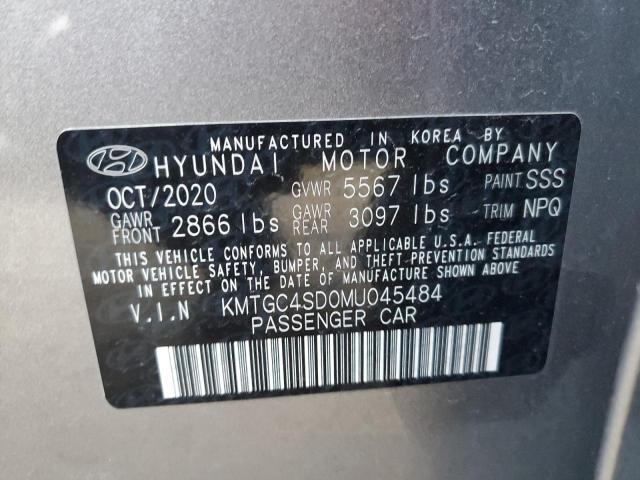 MANUFACTURED IN KOREA BY
HYUNDAI MOTOR COMPANY
OCT/2020 GVWR 5567 lbs PAINT SSS
GAWR FRONT 2866 lbs GAWR REAR 3097 lbs TRIM NPQ
THIS VEHICLE CONFORMS TO ALL APPLICABLE U.S.A. FEDERAL
MOTOR VEHICLE SAFETY, BUMPER, AND THEFT PREVENTION STANDARDS
IN EFFECT ON THE DATE OF MANUFACTURE SHOWN ABOVE.
V.I.N KMTGC4SD0MU045484
PASSENGER CAR